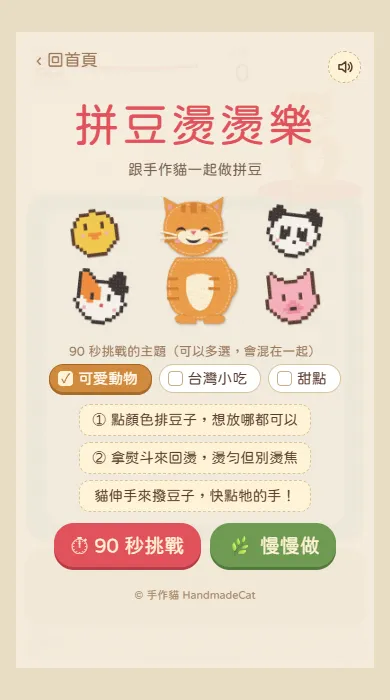 ‹ 回首頁
拼豆燙燙樂
跟手作貓一起做拼豆
90 秒挑戰的主題（可以多選，會混在一起）
可愛動物
台灣小吃
甜點
① 點顏色排豆子，想放哪都可以
② 拿熨斗來回燙，燙勻但別燙焦
貓伸手來撥豆子，快點牠的手！
90 秒挑戰
慢慢做
© 手作貓 HandmadeCat